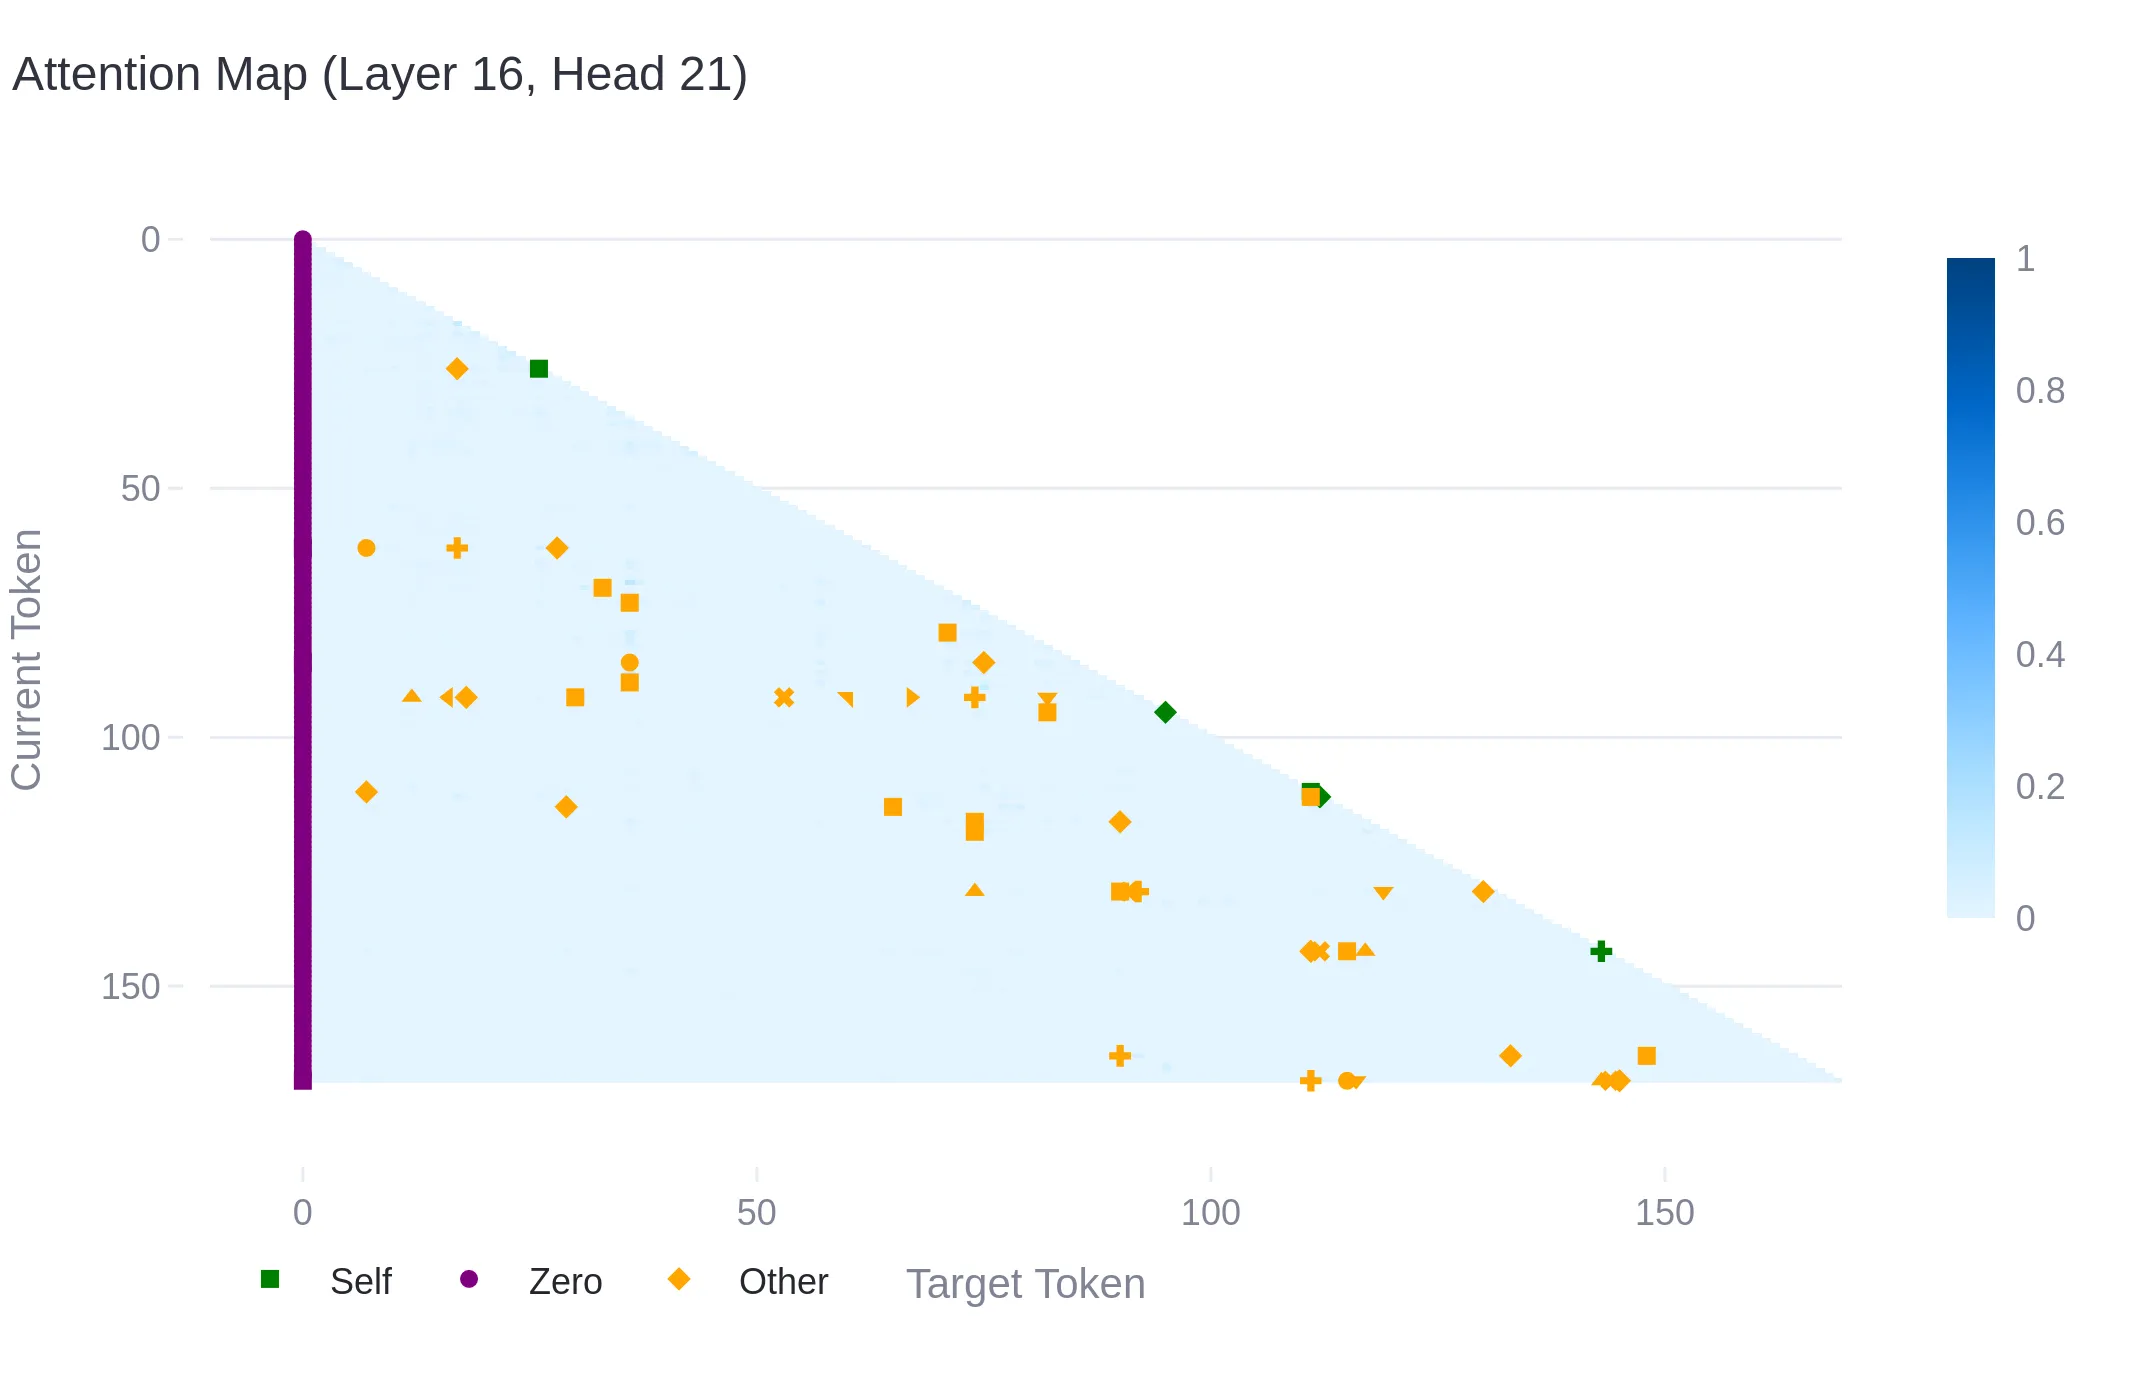 Attention Map (Layer 16, Head 21)
0
50
100
150
Current Token
0
50
100
150
Target Token
Self
Zero
Other
1
0.8
0.6
0.4
0.2
0